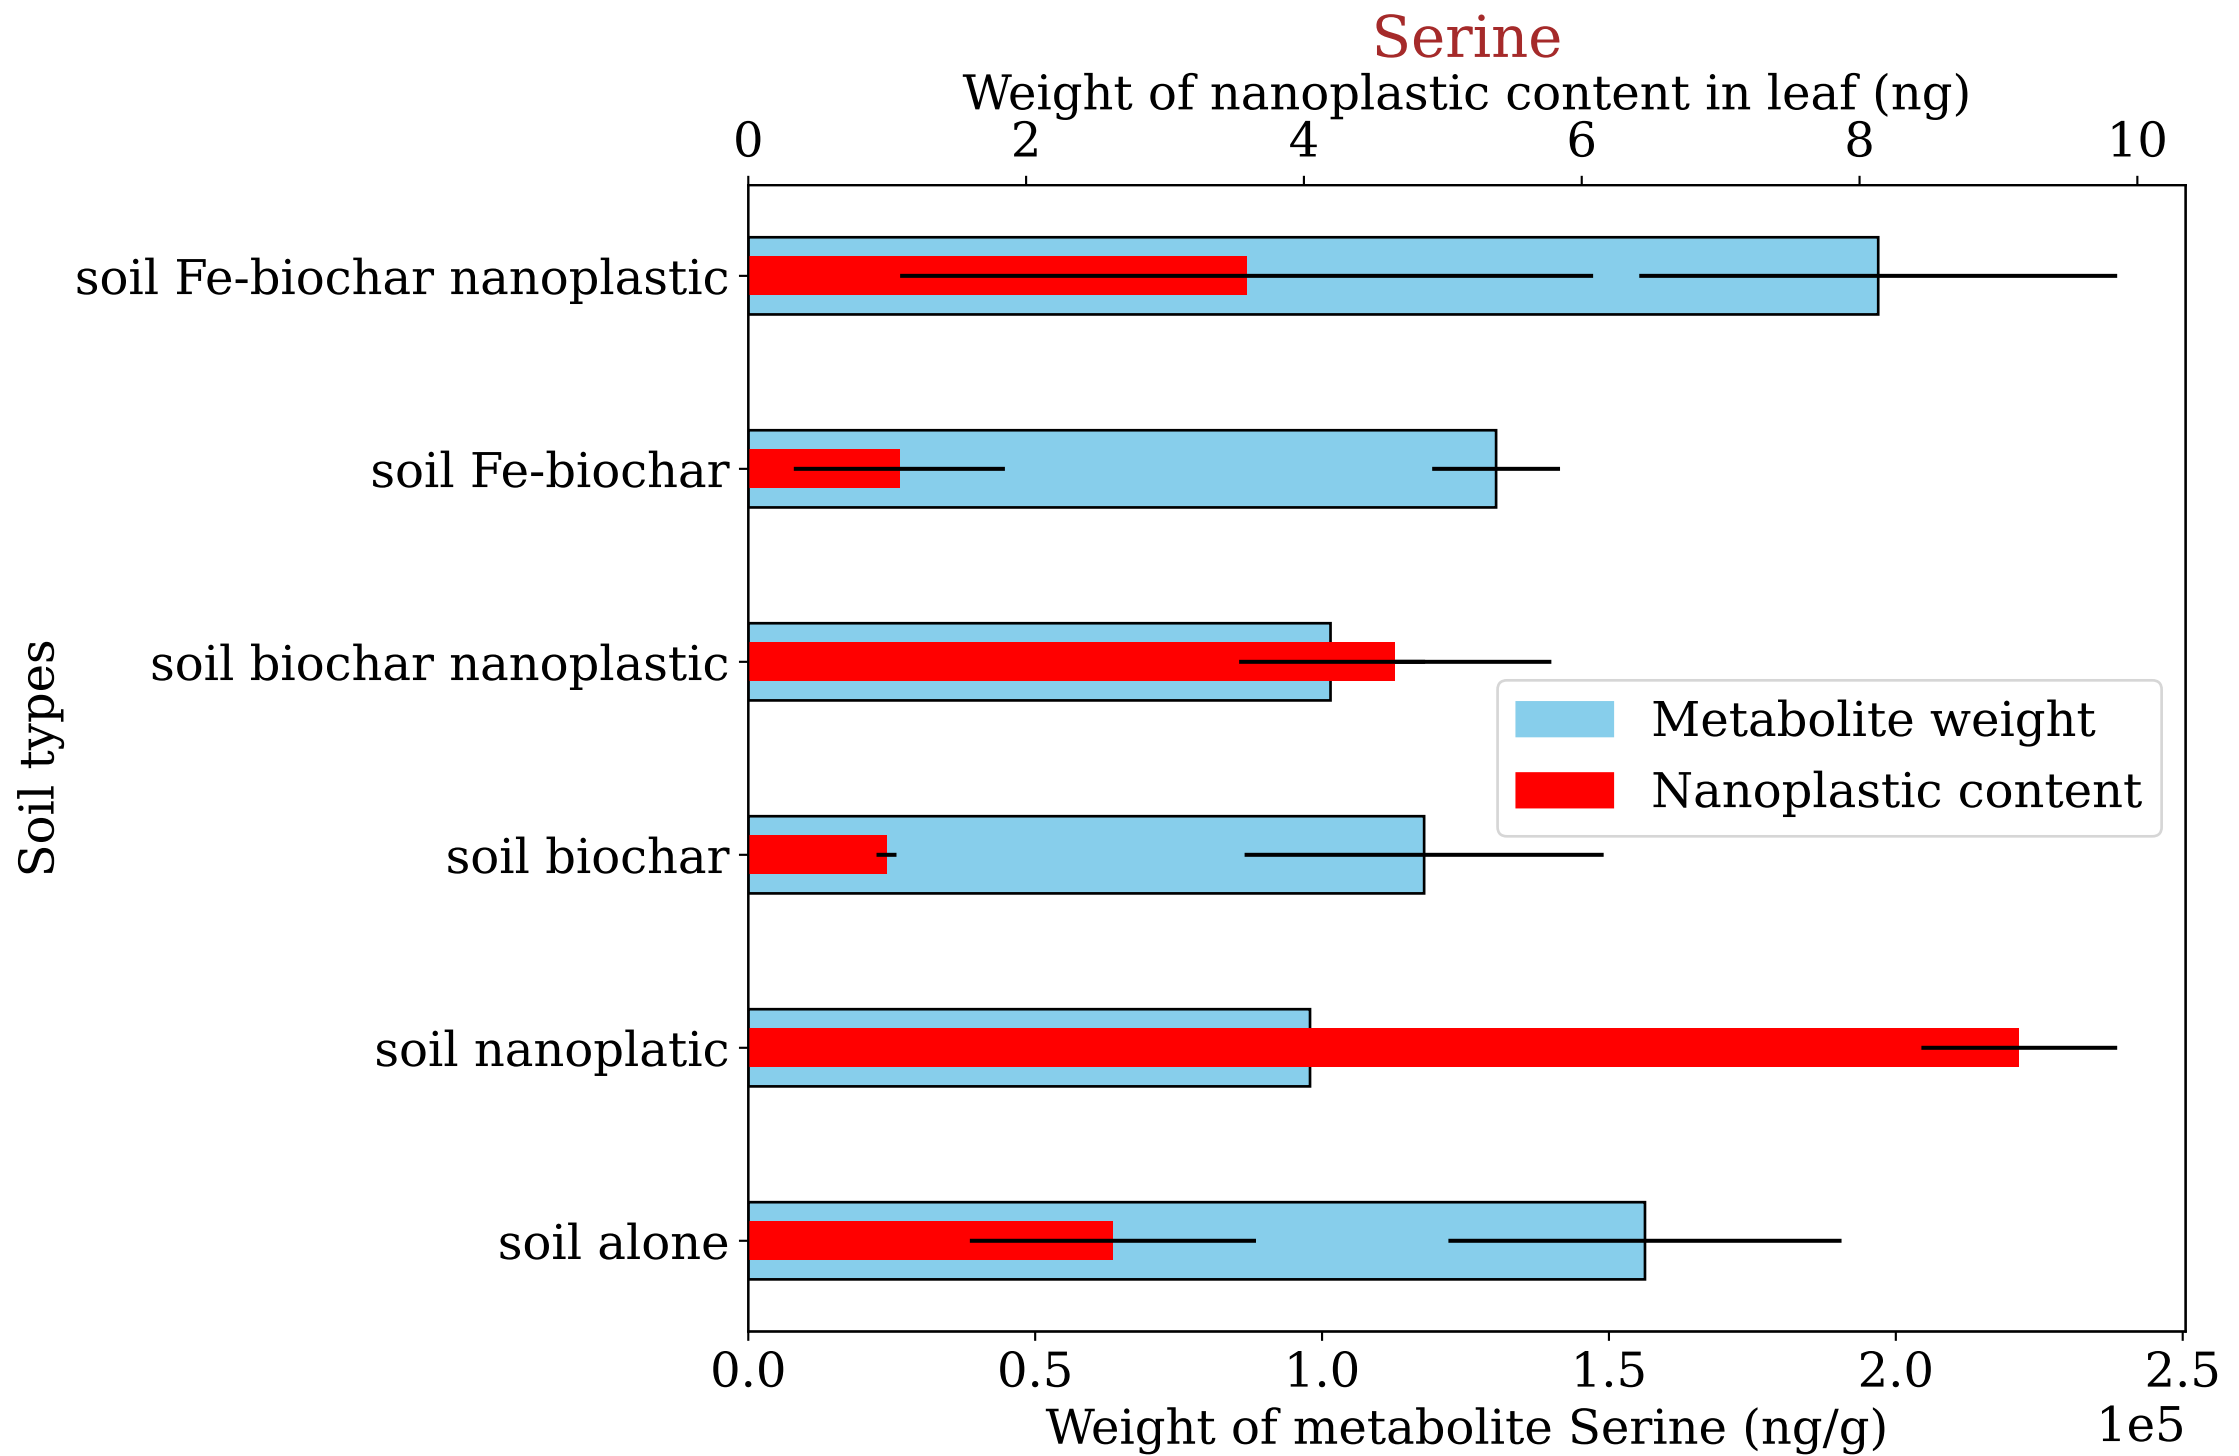 Serine
Weight of nanoplastic content in leaf (ng)
0 2 4 6 8 10
soil Fe-biochar nanoplastic
soil Fe-biochar
soil biochar nanoplastic
soil biochar
soil nanoplatic
soil alone
Soil types
Metabolite weight
Nanoplastic content
0.0 0.5 1.0 1.5 2.0 2.5
Weight of metabolite Serine (ng/g)
1e5